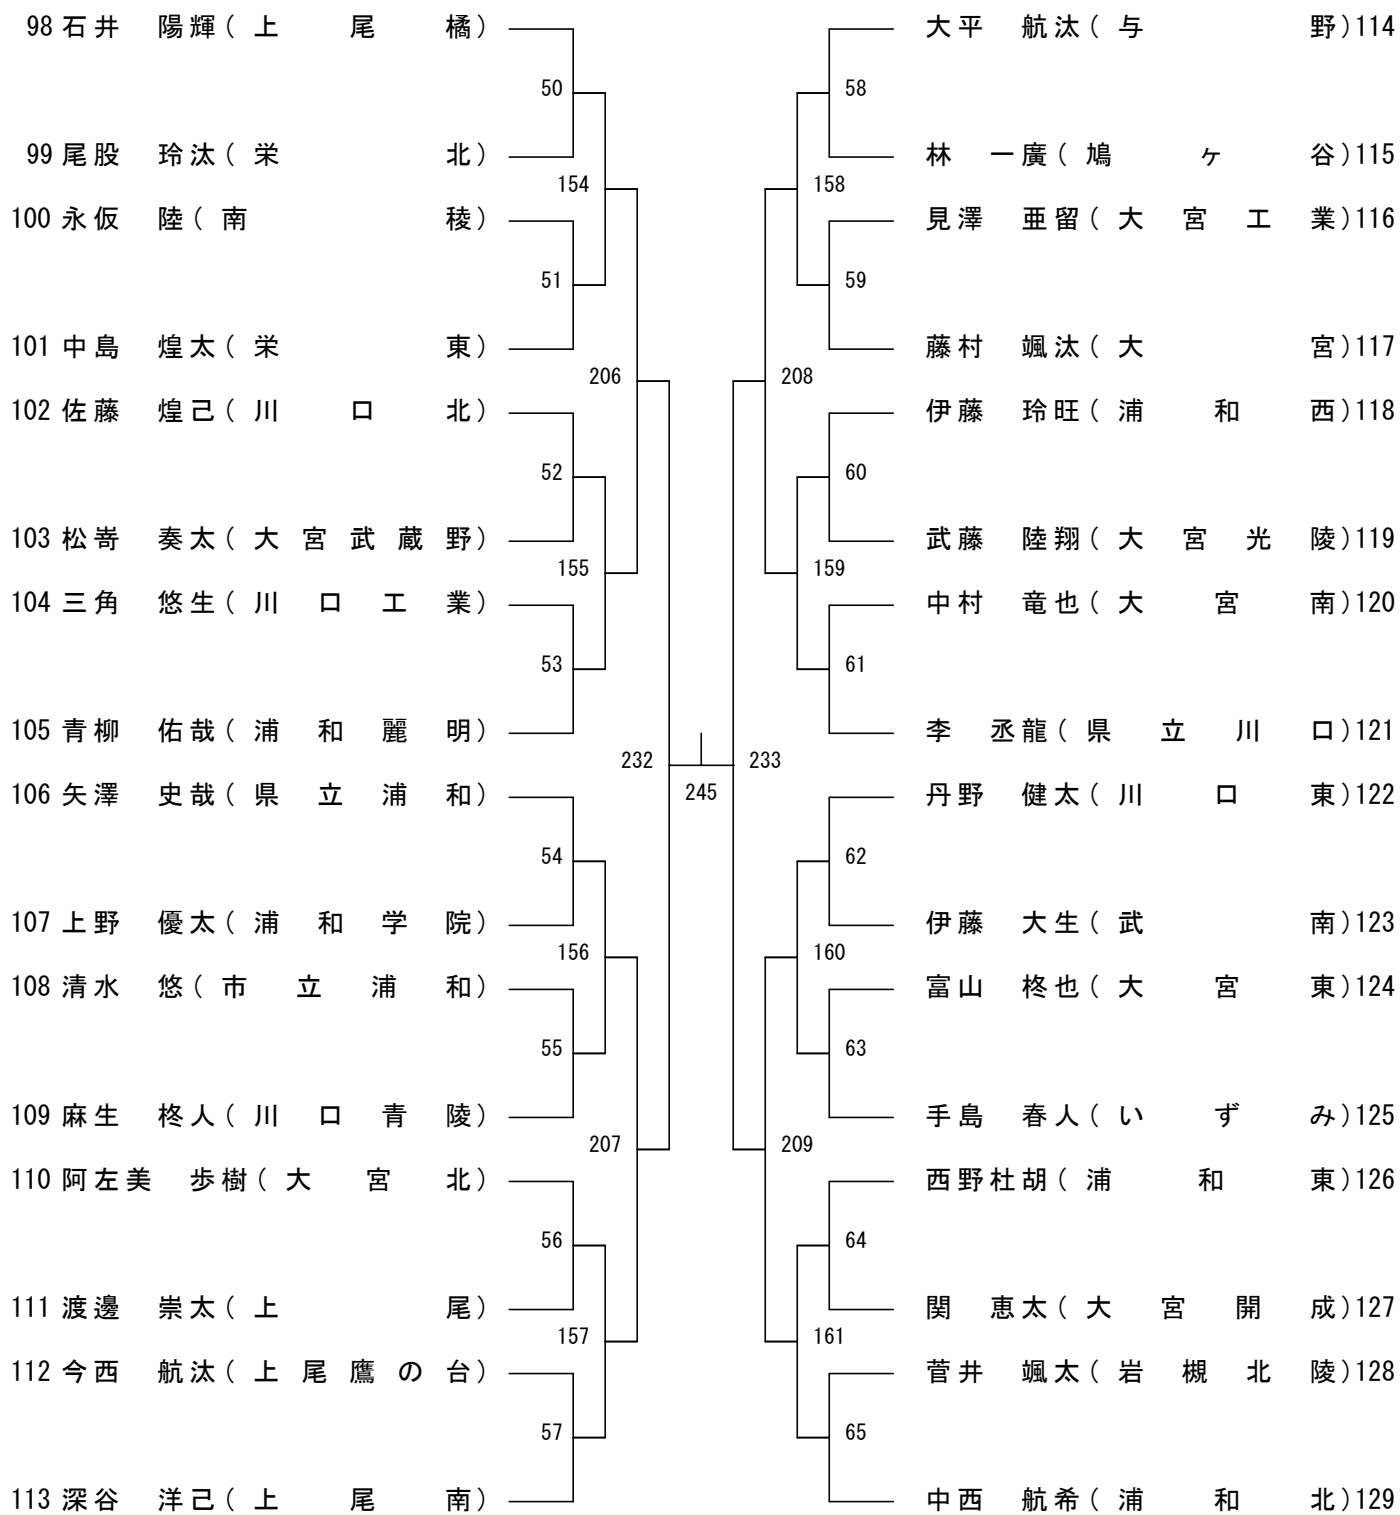 98 石井 陽輝(上尾橘)
50
99 尾股 玲汰(栄北)
154
100 永仮 陸(南稜)
51
101 中島 煌太(栄東)
206
102 佐藤 煌己(川口北)
52
103 松嵜 奏太(大宮武蔵野)
155
104 三角 悠生(川口工業)
53
105 青柳 佑哉(浦和麗明)
232
106 矢澤 史哉(県立浦和)
54
107 上野 優太(浦和学院)
156
108 清水 悠(市立浦和)
55
109 麻生 柊人(川口青陵)
207
110 阿左美 歩樹(大宮北)
56
111 渡邊 崇太(上尾)
157
112 今西 航汰(上尾鷹の台)
57
113 深谷 洋己(上尾南)
245
大平 航汰(与野)114
58
林 一廣(鳩ヶ谷)115
158
見澤 亜留(大宮工業)116
59
藤村 颯汰(大宮)117
208
伊藤 玲旺(浦和西)118
60
武藤 陸翔(大宮光陵)119
159
中村 竜也(大宮南)120
61
李 丞龍(県立川口)121
233
丹野 健太(川口東)122
62
伊藤 大生(武南)123
160
富山 柊也(大宮東)124
63
手島 春人(いずみ)125
209
西野杜胡(浦和東)126
64
関 恵太(大宮開成)127
161
菅井 颯太(岩槻北陵)128
65
中西 航希(浦和北)129